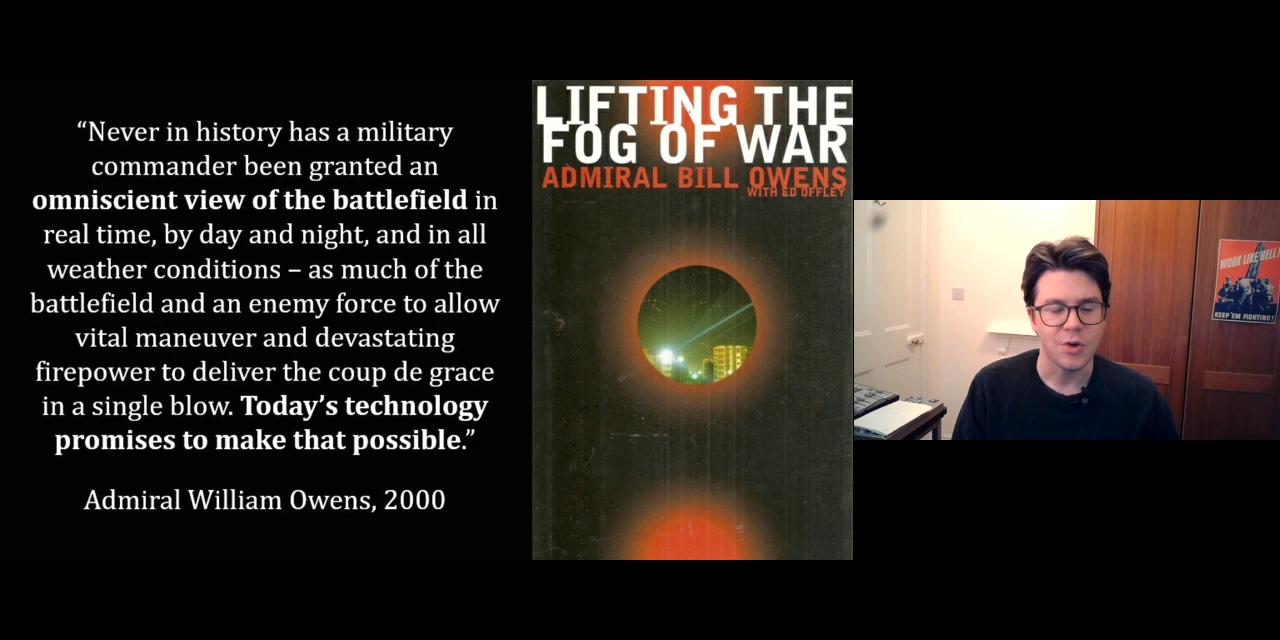 “Never in history has a military
commander been granted an
omniscient view of the battlefield in
real time, by day and night, and in all
weather conditions – as much of the
battlefield and an enemy force to allow
vital maneuver and devastating
firepower to deliver the coup de grace
in a single blow. Today’s technology
promises to make that possible.”
Admiral William Owens, 2000
LIFTING THE
FOG OF WAR
ADMIRAL BILL OWENS
WITH ED OFFLEY
WORK LIKE HELL!
KEEP 'EM FIGHTING!